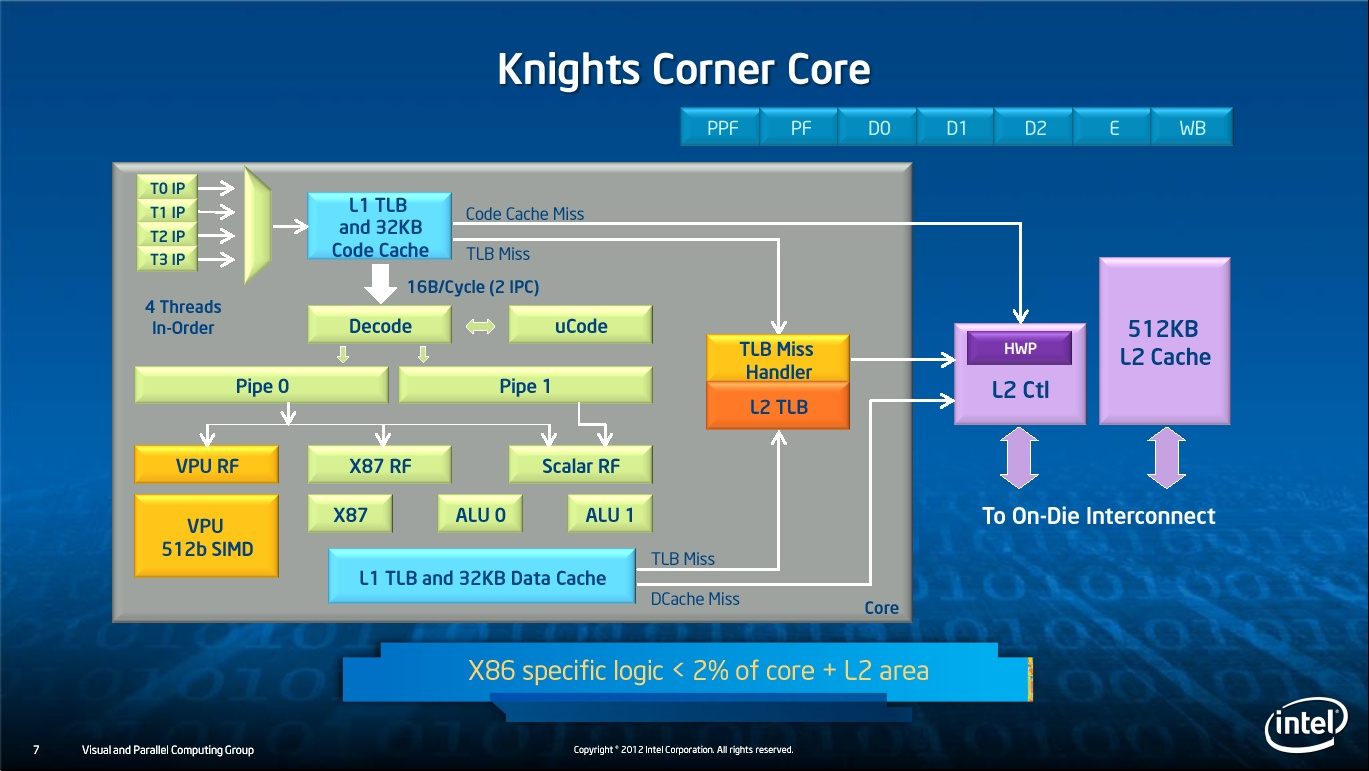 Knights Corner Core
PPF PF D0 D1 D2 E WB
T0 IP
T1 IP
T2 IP
T3 IP
4 Threads
In-Order
L1 TLB
and 32KB
Code Cache
Code Cache Miss
TLB Miss
16B/Cycle (2 IPC)
Decode
uCode
Pipe 0
Pipe 1
VPU RF
X87 RF
Scalar RF
VPU
512b SIMD
X87
ALU 0
ALU 1
L1 TLB and 32KB Data Cache
TLB Miss
DCache Miss
TLB Miss
Handler
L2 TLB
Core
HWP
L2 Ctl
512KB
L2 Cache
To On-Die Interconnect
X86 specific logic < 2% of core + L2 area
7
Visual and Parallel Computing Group
Copyright © 2012 Intel Corporation. All rights reserved.
intel